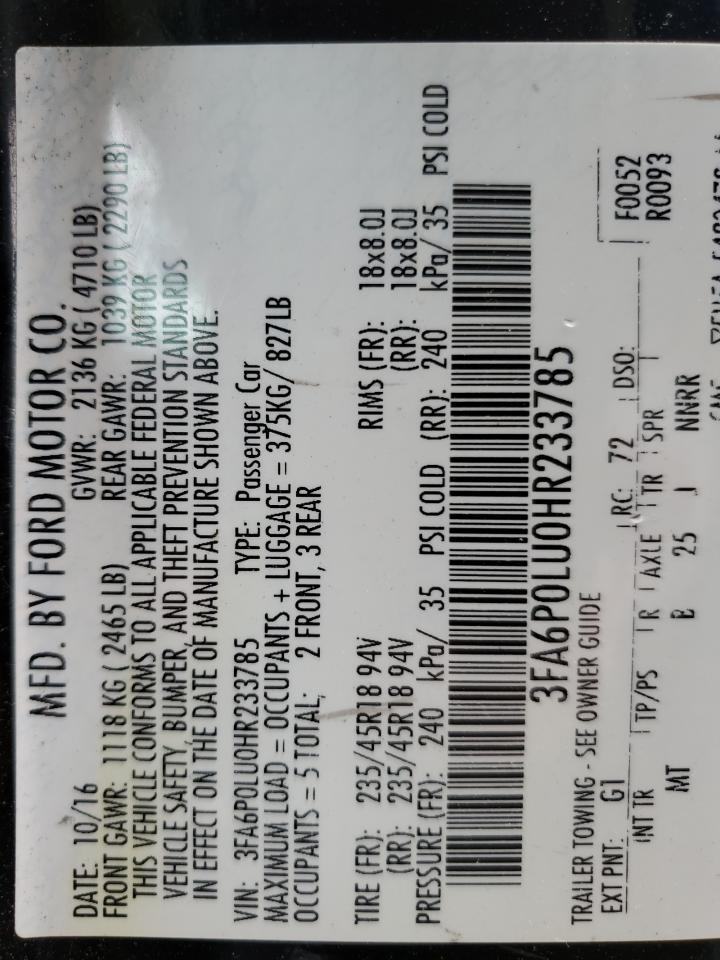 MFD. BY FORD MOTOR CO.
DATE: 10/16 GVWR: 2136 KG ( 4710 LB)
FRONT GAWR: 1118 KG ( 2465 LB) REAR GAWR: 1039 KG ( 2290 LB)
THIS VEHICLE CONFORMS TO ALL APPLICABLE FEDERAL MOTOR
VEHICLE SAFETY, BUMPER, AND THEFT PREVENTION STANDARDS
IN EFFECT ON THE DATE OF MANUFACTURE SHOWN ABOVE.
VIN: 3FA6P0LU0HR233785 TYPE: Passenger Car
MAXIMUM LOAD = OCCUPANTS + LUGGAGE = 375KG/ 827LB
OCCUPANTS = 5 TOTAL; 2 FRONT, 3 REAR
TIRE (FR): 235/45R18 94V RIMS (FR): 18x8.0J
(RR): 235/45R18 94V (RR): 18x8.0J
PRESSURE (FR): 240 kPa/ 35 PSI COLD (RR): 240 kPa/ 35 PSI COLD
3FA6P0LU0HR233785
TRAILER TOWING - SEE OWNER GUIDE
EXT PNT: G1 RC: 72 DSO: F0052
INT TR TP/PS R AXLE TR SPR R0093
MT B 25 J NNRR